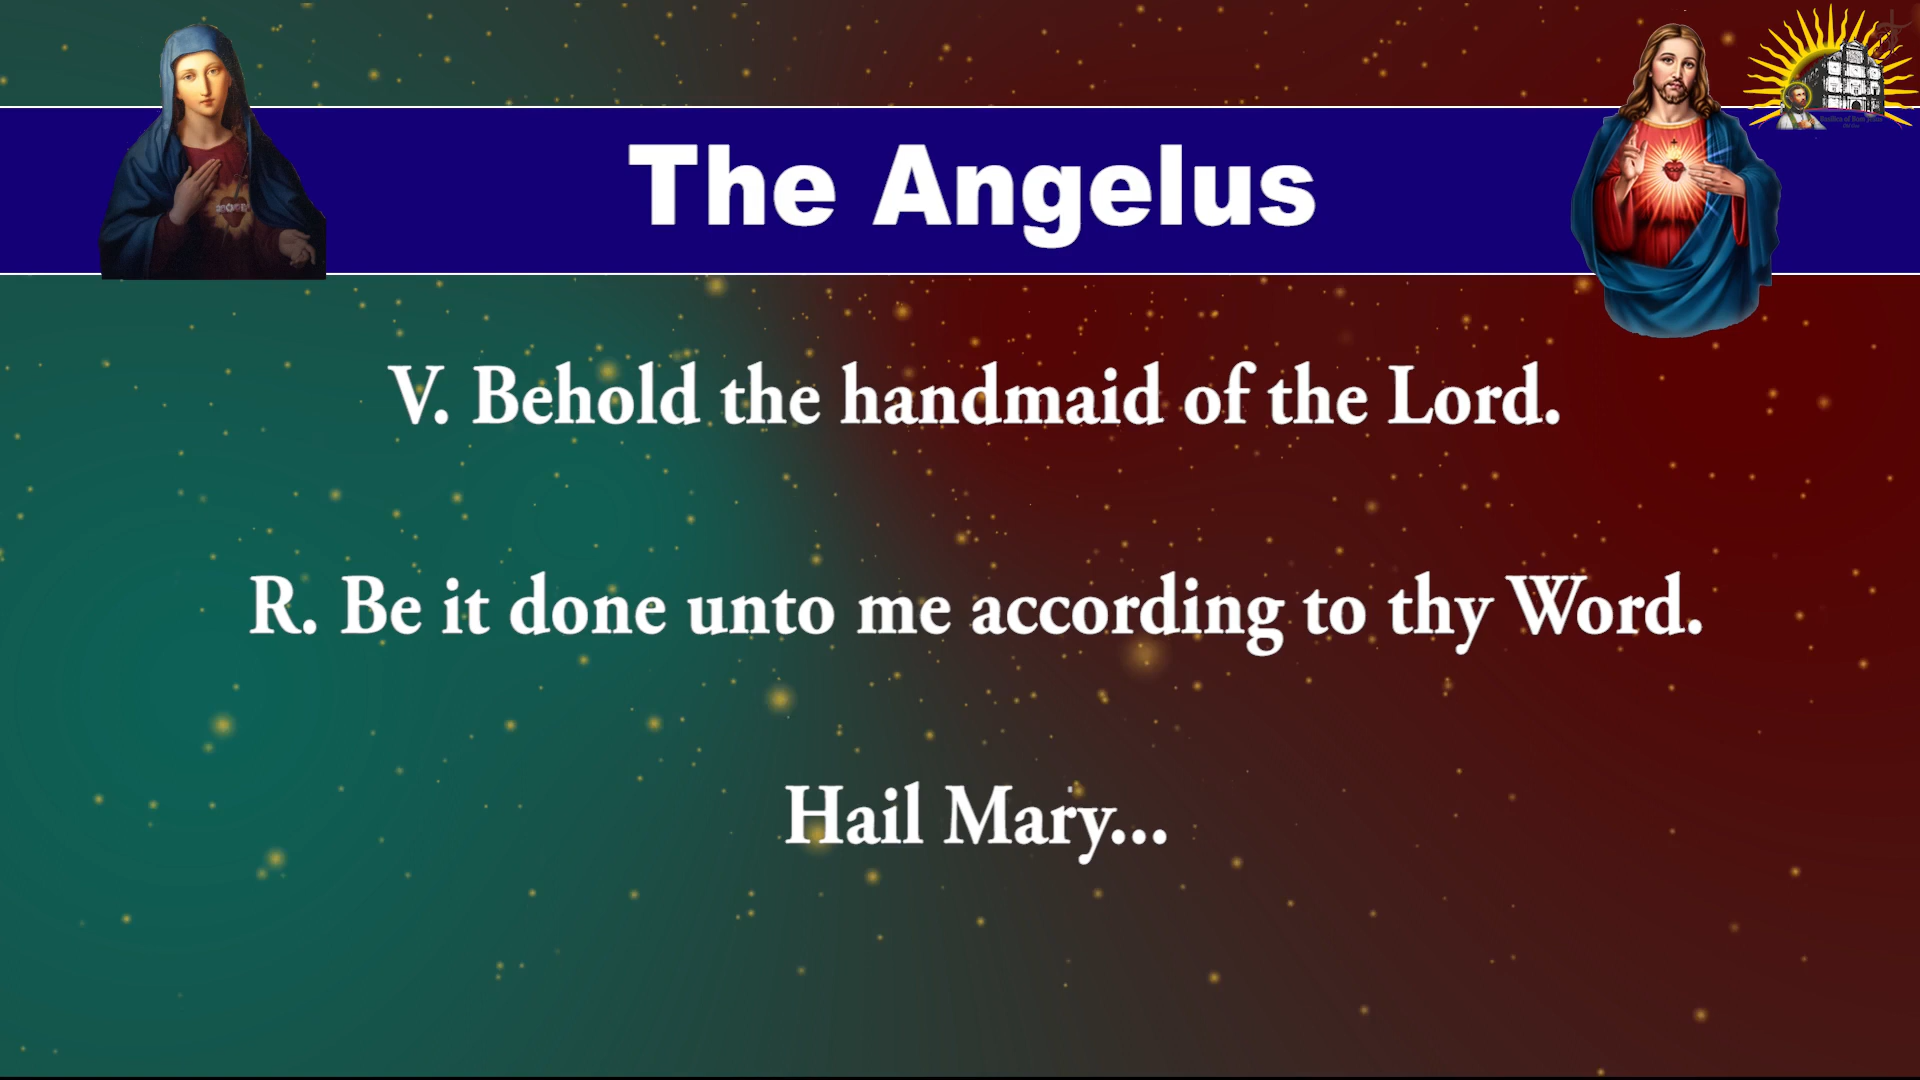 The Angelus
V. Behold the handmaid of the Lord.
R. Be it done unto me according to thy Word.
Hail Mary...